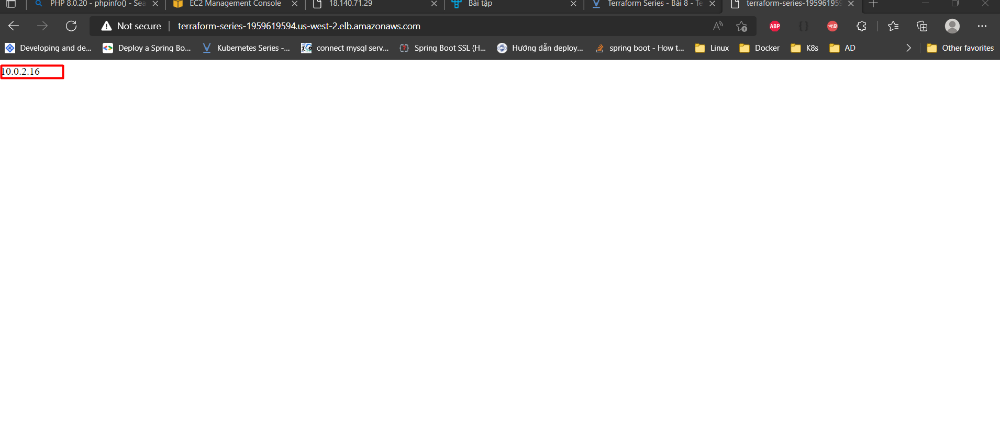 PHP 8.0.20 - phpinfo() - Sea
EC2 Management Console
18.140.71.29
Bài tập
Terraform Series - Bài 8 - Te
terraform-series-195961959
Not secure
terraform-series-1959619594.us-west-2.elb.amazonaws.com
ABP
Developing and de...
Deploy a Spring Bo...
Kubernetes Series -...
connect mysql serv...
Spring Boot SSL (H...
Hướng dẫn deploy...
spring boot - How t...
Linux
Docker
K8s
AD
Other favorites
10.0.2.16